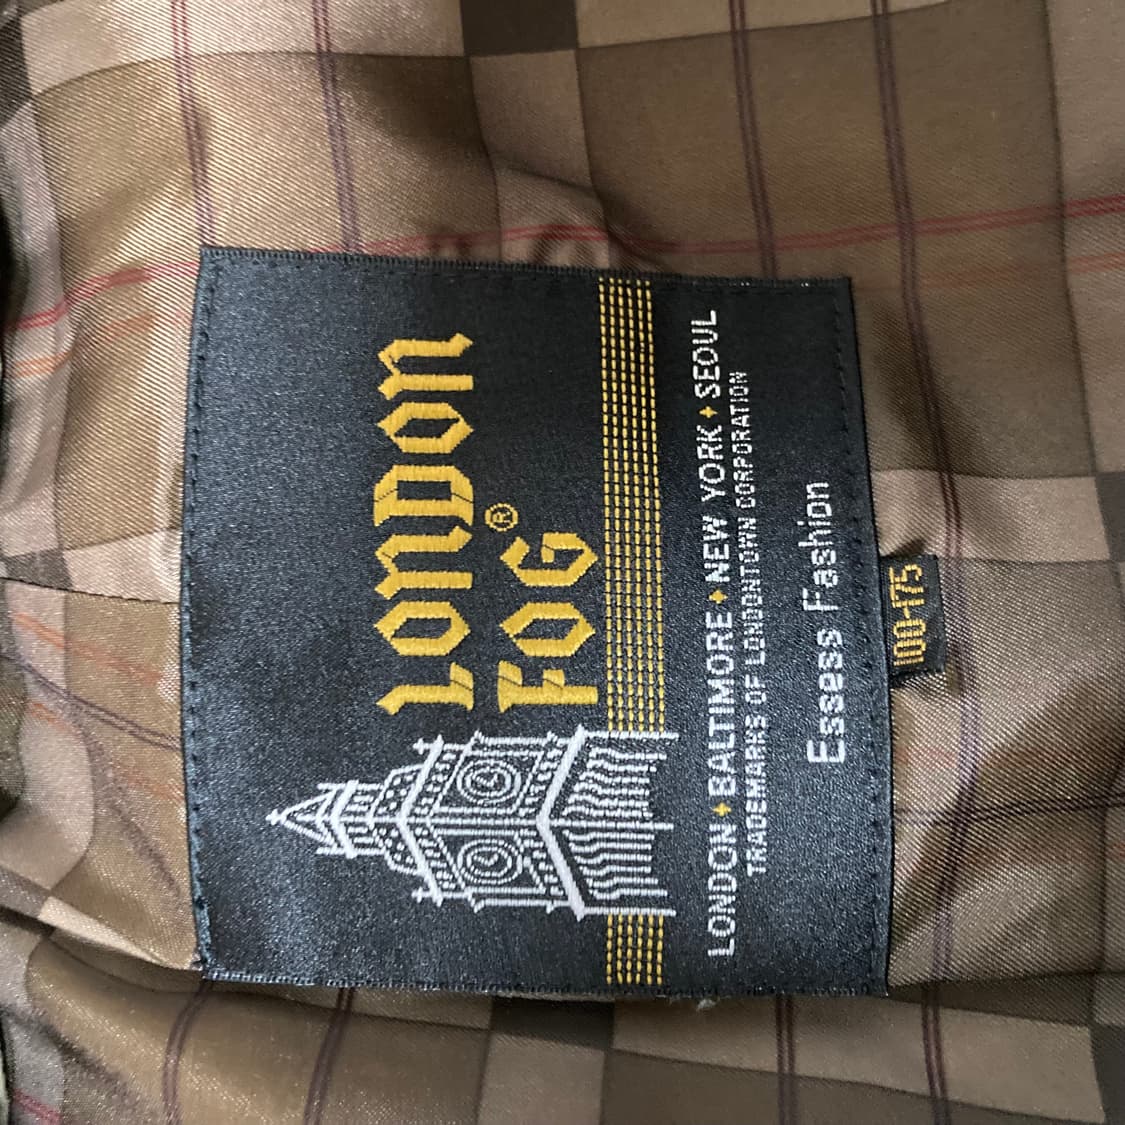 LONDON
FOG®
LONDON✦BALTIMORE✦NEW YORK✦SEOUL
TRADEMARKS OF LONDONTOWN CORPORATION
Essess Fashion
100-175